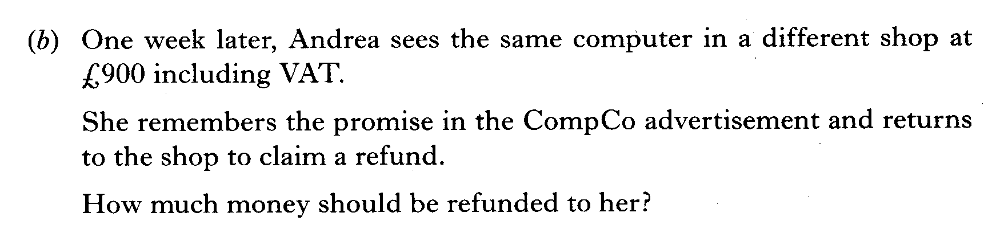 (b) One week later, Andrea sees the same computer in a different shop at
£900 including VAT.
She remembers the promise in the CompCo advertisement and returns
to the shop to claim a refund.
How much money should be refunded to her?